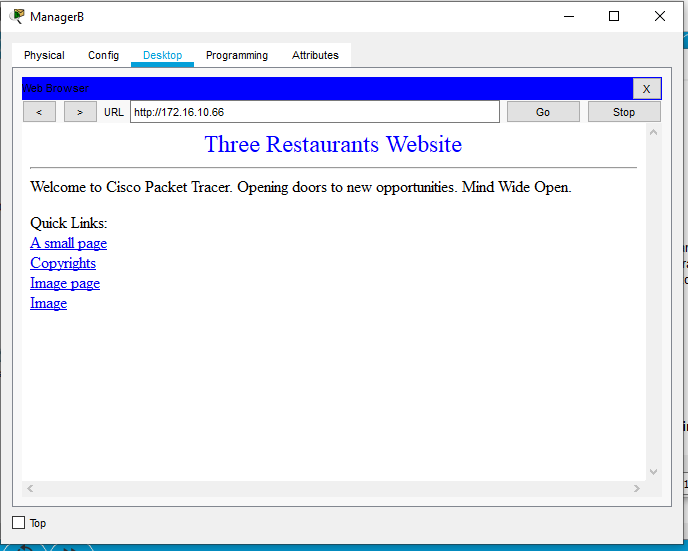 ManagerB
Physical Config Desktop Programming Attributes
Web Browser X
< > URL http://172.16.10.66 Go Stop
Three Restaurants Website
Welcome to Cisco Packet Tracer. Opening doors to new opportunities. Mind Wide Open.
Quick Links:
A small page
Copyrights
Image page
Image
Top